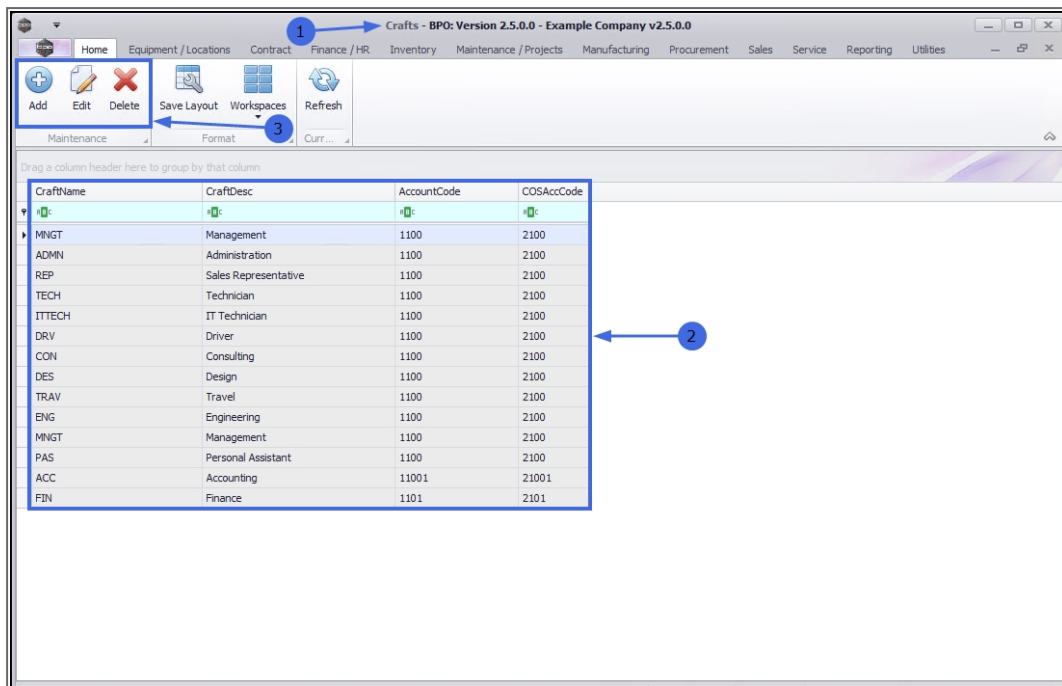 1
Crafts - BPO: Version 2.5.0.0 - Example Company v2.5.0.0
Home Equipment / Locations Contract Finance / HR Inventory Maintenance / Projects Manufacturing Procurement Sales Service Reporting Utilities
Add Edit Delete Save Layout Workspaces Refresh
3
Maintenance Format Curr...
Drag a column header here to group by that column
CraftName CraftDesc AccountCode COSAccCode
MNGT Management 1100 2100
ADMN Administration 1100 2100
REP Sales Representative 1100 2100
TECH Technician 1100 2100
ITTECH IT Technician 1100 2100
DRV Driver 1100 2100
2
CON Consulting 1100 2100
DES Design 1100 2100
TRAV Travel 1100 2100
ENG Engineering 1100 2100
MNGT Management 1100 2100
PAS Personal Assistant 1100 2100
ACC Accounting 11001 21001
FIN Finance 1101 2101